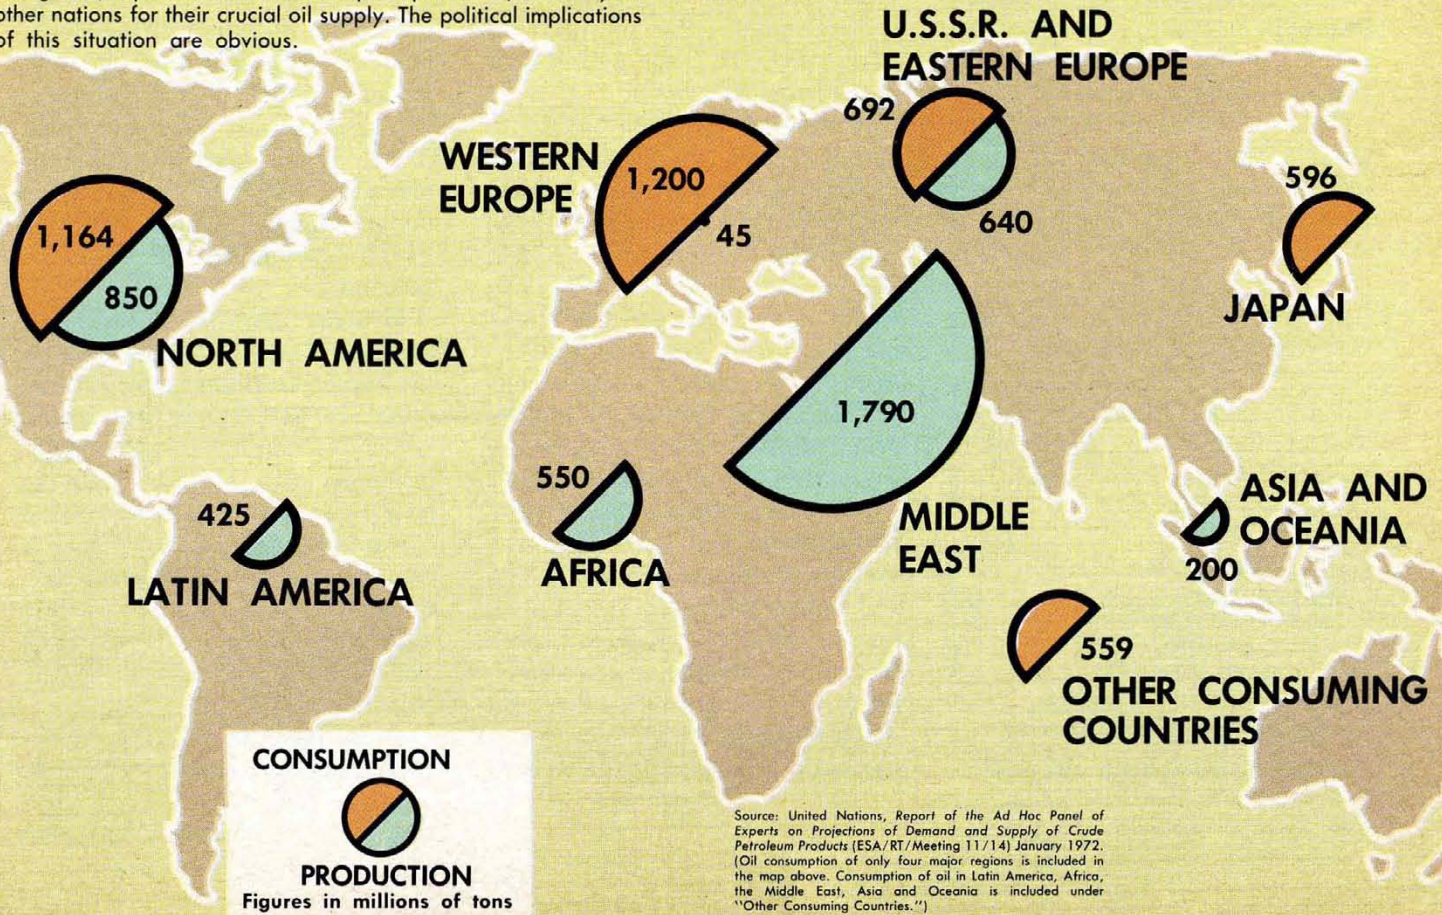 other nations for their crucial oil supply. The political implications
of this situation are obvious.
U.S.S.R. AND
EASTERN EUROPE
692
640
WESTERN
EUROPE
1,200
45
596
JAPAN
1,164
850
NORTH AMERICA
1,790
MIDDLE
EAST
550
AFRICA
425
LATIN AMERICA
ASIA AND
OCEANIA
200
559
OTHER CONSUMING
COUNTRIES
CONSUMPTION
PRODUCTION
Figures in millions of tons
Source: United Nations, Report of the Ad Hoc Panel of
Experts on Projections of Demand and Supply of Crude
Petroleum Products (ESA/RT/Meeting 11/14) January 1972.
(Oil consumption of only four major regions is included in
the map above. Consumption of oil in Latin America, Africa,
the Middle East, Asia and Oceania is included under
"Other Consuming Countries.")